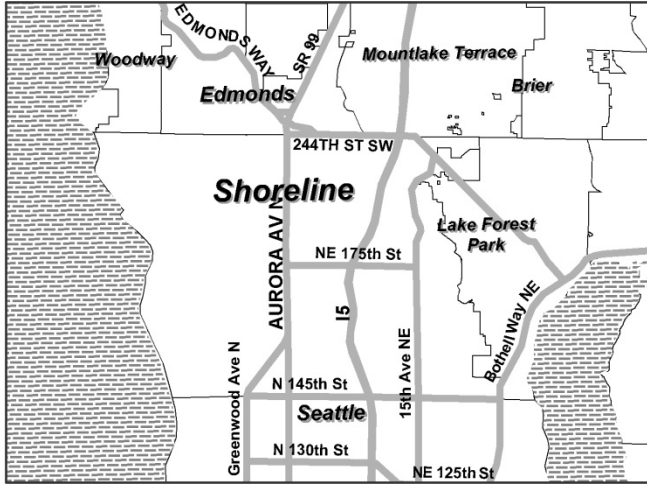 EDMONDS WAY
SR 99
Woodway
Mountlake Terrace
Edmonds
Brier
244TH ST SW
Shoreline
AURORA AV N
Lake Forest
Park
NE 175th St
I5
15th Ave NE
Bothell Way NE
Greenwood Ave N
N 145th St
Seattle
N 130th St
NE 125th St